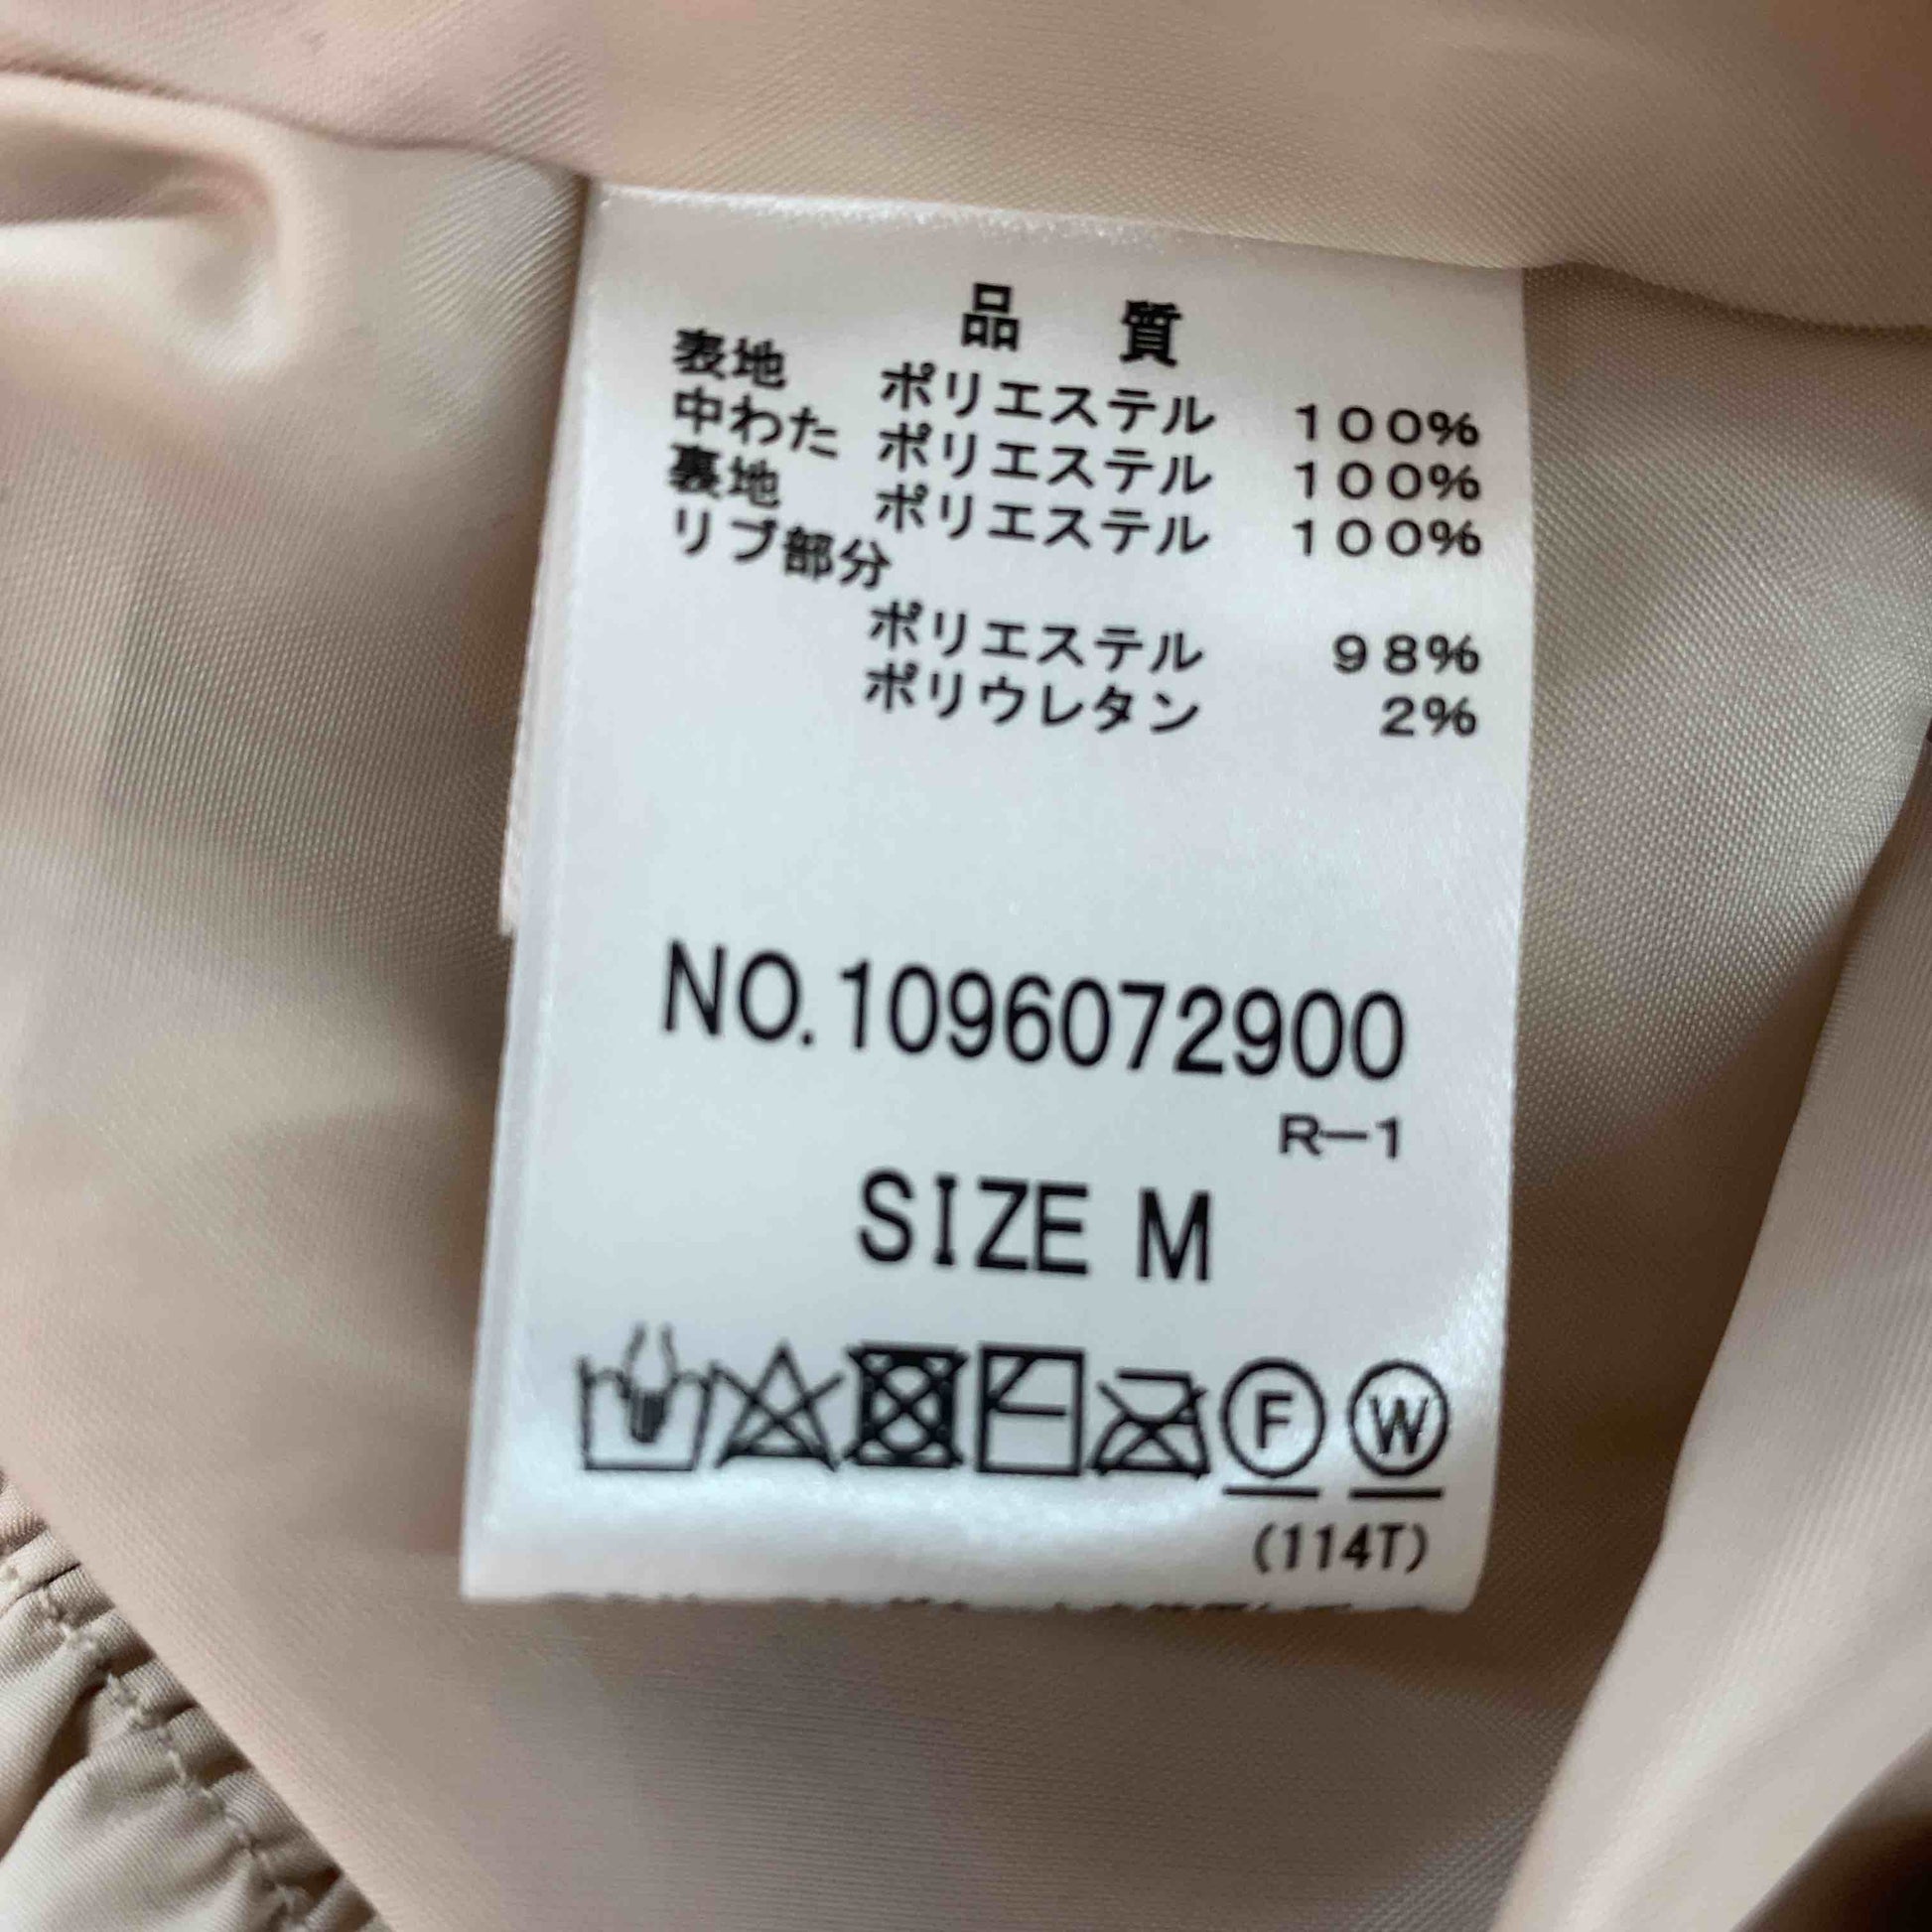 品 質
表地 ポリエステル 100%
中わた ポリエステル 100%
裏地 ポリエステル 100%
リブ部分
ポリエステル 98%
ポリウレタン 2%
NO.1096072900
R-1
SIZE M
F W
(114T)